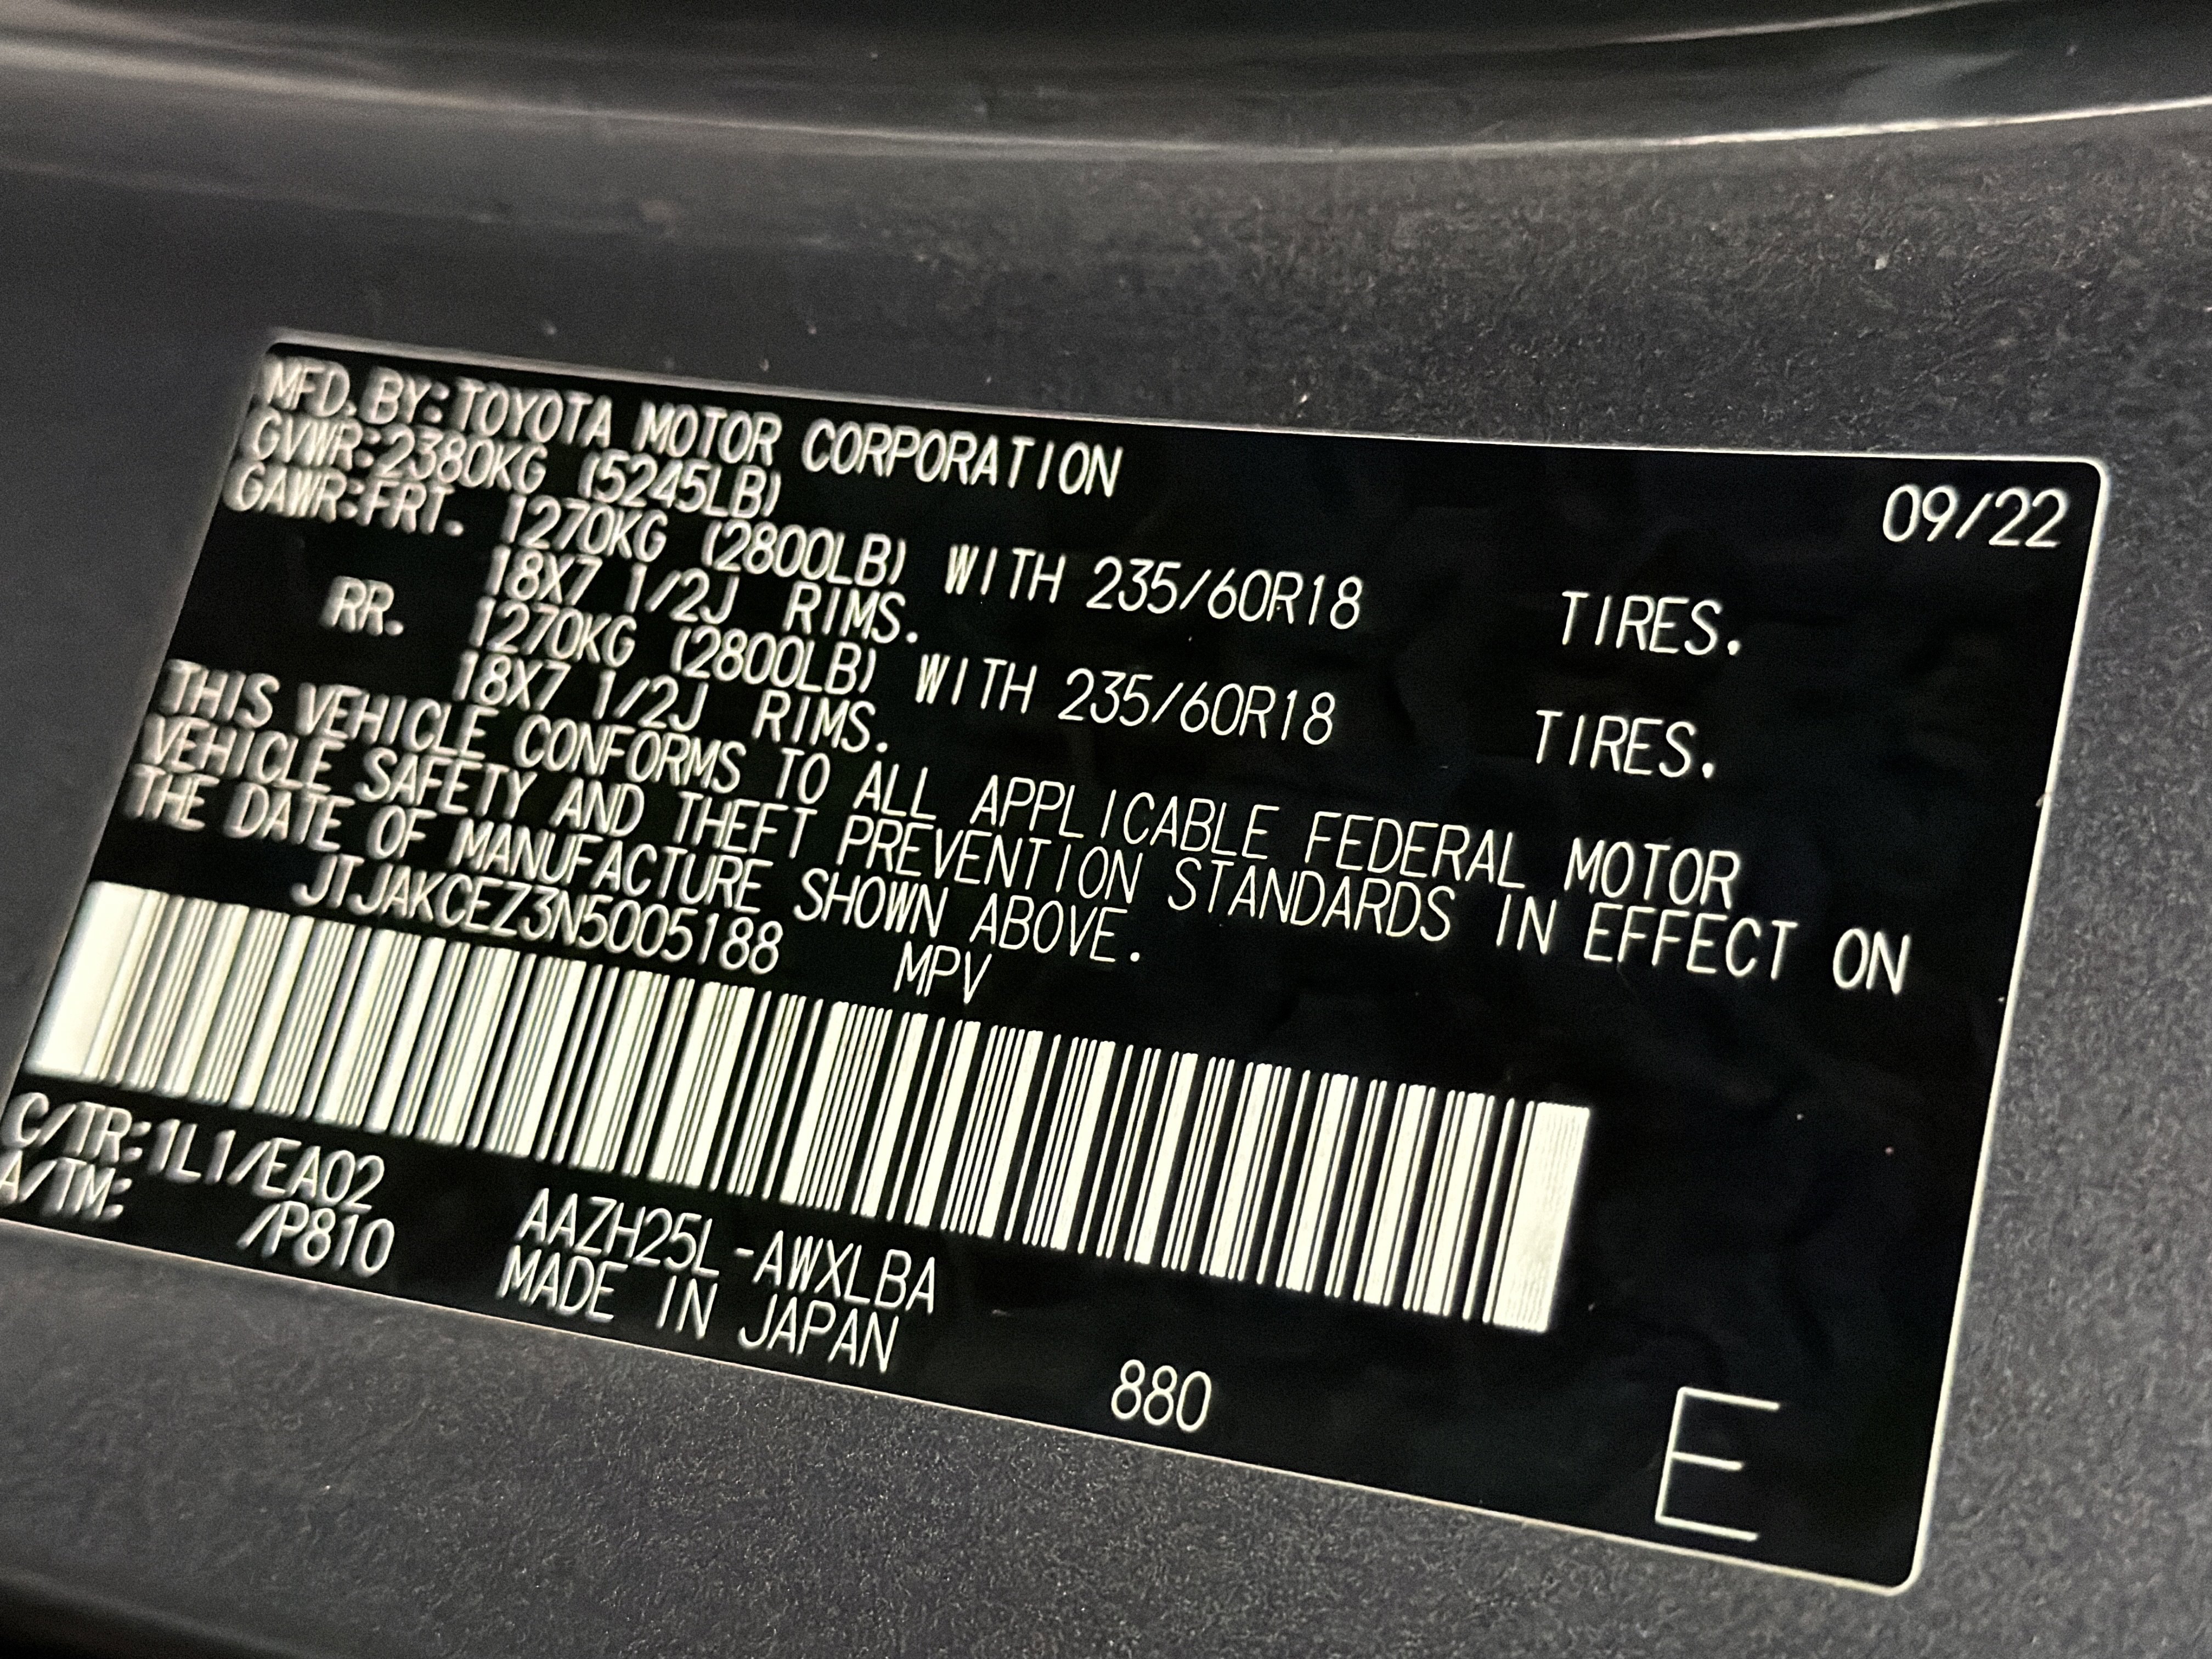 MFD.BY:TOYOTA MOTOR CORPORATION 09/22
GVWR:2380KG (5245LB)
GAWR:FRT. 1270KG (2800LB) WITH 235/60R18 TIRES.
18X7 1/2J RIMS.
RR. 1270KG (2800LB) WITH 235/60R18 TIRES.
18X7 1/2J RIMS.
THIS VEHICLE CONFORMS TO ALL APPLICABLE FEDERAL MOTOR
VEHICLE SAFETY AND THEFT PREVENTION STANDARDS IN EFFECT ON
THE DATE OF MANUFACTURE SHOWN ABOVE.
JTJAKCEZ3N5005188 MPV
C/TR:1L1/EA02 AAZH25L-AWXLBA
A/TM: /P810 MADE IN JAPAN
880
E